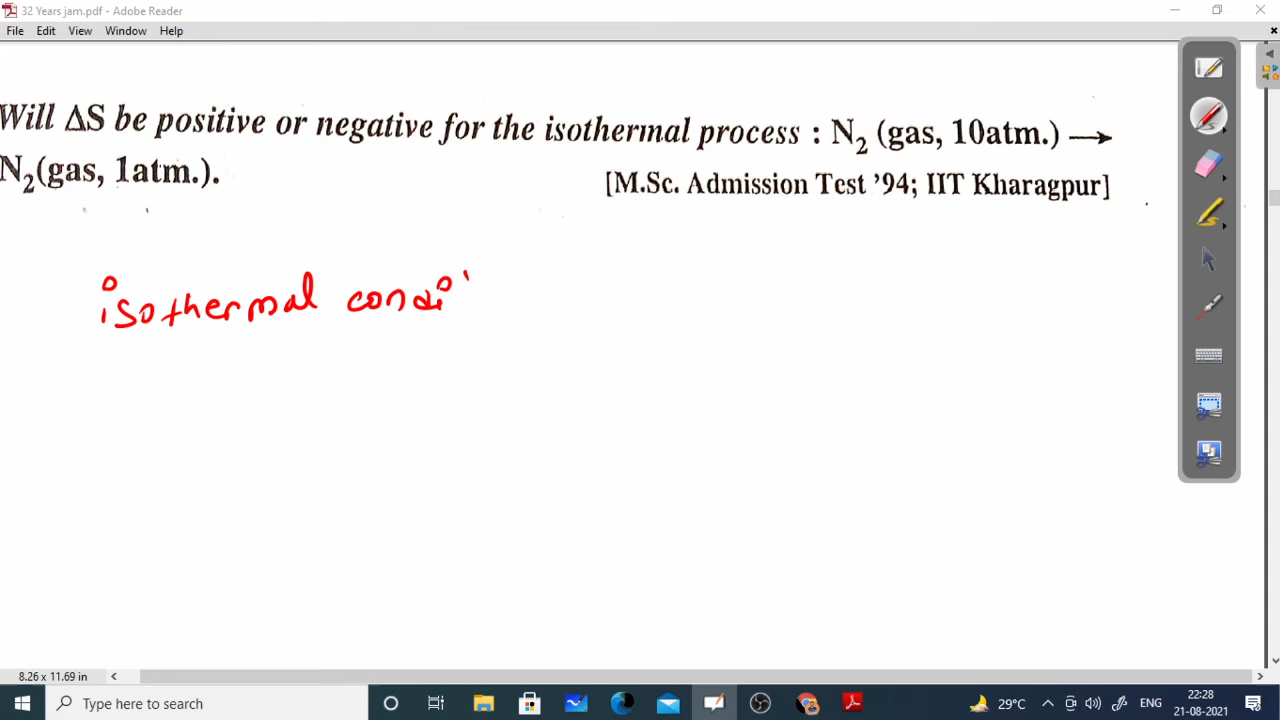 32 Years jam.pdf - Adobe Reader
File Edit View Window Help
Will ΔS be positive or negative for the isothermal process : N₂ (gas, 10atm.) →
N₂(gas, 1atm.).
[M.Sc. Admission Test '94; IIT Kharagpur]
isothermal condi
8.26 x 11.69 in
Type here to search
29°C
ENG
22:28
21-08-2021